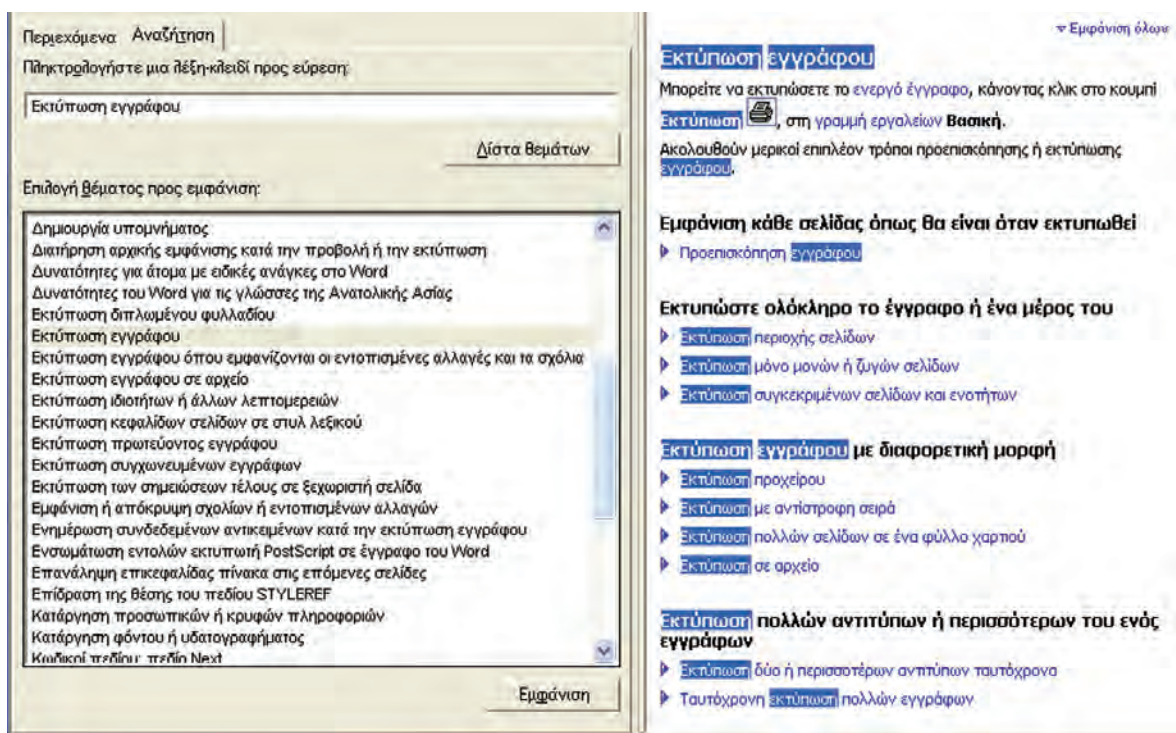 Περιεχόμενα Αναζήτηση
Πληκτρολογήστε μια λέξη-κλειδί προς εύρεση:
Εκτύπωση εγγράφου
Λίστα θεμάτων
Επιλογή θέματος προς εμφάνιση:
Δημιουργία υπομνήματος
Διατήρηση αρχικής εμφάνισης κατά την προβολή ή την εκτύπωση
Δυνατότητες για άτομα με ειδικές ανάγκες στο Word
Δυνατότητες του Word για τις γλώσσες της Ανατολικής Ασίας
Εκτύπωση διπλωμένου φυλλαδίου
Εκτύπωση εγγράφου
Εκτύπωση εγγράφου όπου εμφανίζονται οι εντοπισμένες αλλαγές και τα σχόλια
Εκτύπωση εγγράφου σε αρχείο
Εκτύπωση ιδιοτήτων ή άλλων λεπτομερειών
Εκτύπωση κεφαλίδων σελίδων σε στυλ λεξικού
Εκτύπωση πρωτεύοντος εγγράφου
Εκτύπωση συγχωνευμένων εγγράφων
Εκτύπωση των σημειώσεων τέλους σε ξεχωριστή σελίδα
Εμφάνιση ή απόκρυψη σχολίων ή εντοπισμένων αλλαγών
Ενημέρωση συνδεδεμένων αντικειμένων κατά την εκτύπωση εγγράφου
Ενσωμάτωση εντολών εκτυπωτή PostScript σε έγγραφο του Word
Επανάληψη επικεφαλίδας πίνακα στις επόμενες σελίδες
Επίδραση της θέσης του πεδίου STYLEREF
Κατάργηση προσωπικών ή κρυφών πληροφοριών
Κατάργηση φόντου ή υδατογραφήματος
Κωδικοί πεδίου: πεδίο Next
Εμφάνιση
Εμφάνιση όλων
Εκτύπωση εγγράφου
Μπορείτε να εκτυπώσετε το ενεργό έγγραφο, κάνοντας κλικ στο κουμπί
Εκτύπωση , στη γραμμή εργαλείων Βασική.
Ακολουθούν μερικοί επιπλέον τρόποι προεπισκόπησης ή εκτύπωσης
εγγράφου.
Εμφάνιση κάθε σελίδας όπως θα είναι όταν εκτυπωθεί
Προεπισκόπηση εγγράφου
Εκτυπώστε ολόκληρο το έγγραφο ή ένα μέρος του
Εκτύπωση περιοχής σελίδων
Εκτύπωση μόνο μονών ή ζυγών σελίδων
Εκτύπωση συγκεκριμένων σελίδων και ενοτήτων
Εκτύπωση εγγράφου με διαφορετική μορφή
Εκτύπωση προχείρου
Εκτύπωση με αντίστροφη σειρά
Εκτύπωση πολλών σελίδων σε ένα φύλλο χαρτιού
Εκτύπωση σε αρχείο
Εκτύπωση πολλών αντιτύπων ή περισσότερων του ενός
εγγράφων
Εκτύπωση δύο ή περισσοτέρων αντιτύπων ταυτόχρονα
Ταυτόχρονη εκτύπωση πολλών εγγράφων